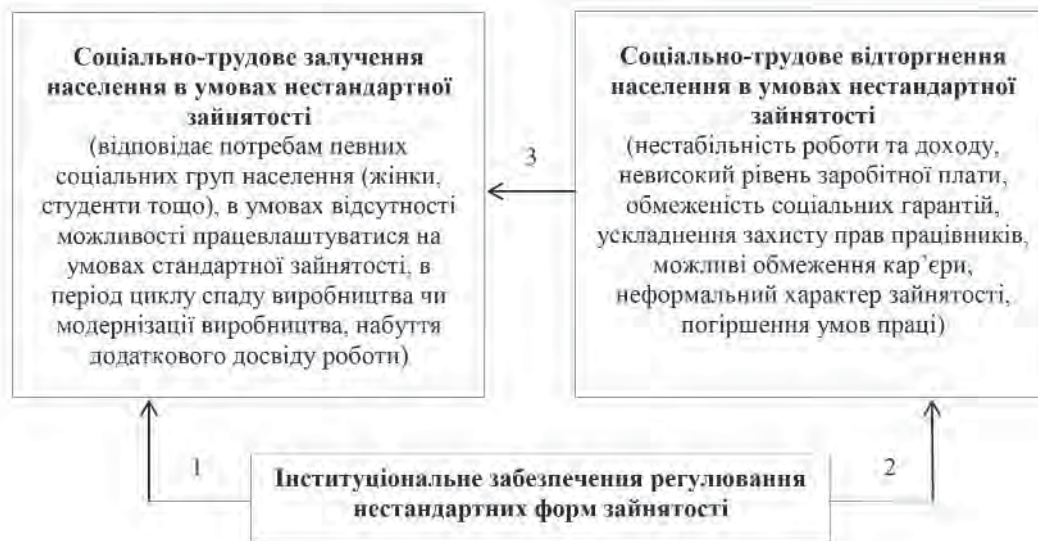 Соціально-трудове залучення
населення в умовах нестандартної
зайнятості
(відповідає потребам певних
соціальних груп населення (жінки,
студенти тощо), в умовах відсутності
можливості працевлаштуватися на
умовах стандартної зайнятості, в
період циклу спаду виробництва чи
модернізації виробництва, набуття
додаткового досвіду роботи)
3
Соціально-трудове відторгнення
населення в умовах нестандартної
зайнятості
(нестабільність роботи та доходу,
невисокий рівень заробітної плати,
обмеженість соціальних гарантій,
ускладнення захисту прав працівників,
можливі обмеження кар’єри,
неформальний характер зайнятості,
погіршення умов праці)
1
Інституціональне забезпечення регулювання
нестандартних форм зайнятості
2